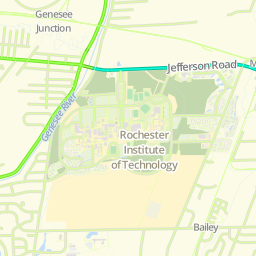 Genesee
Junction
Jefferson Road
M
Genesee River
Rochester
Institute
of Technology
Bailey